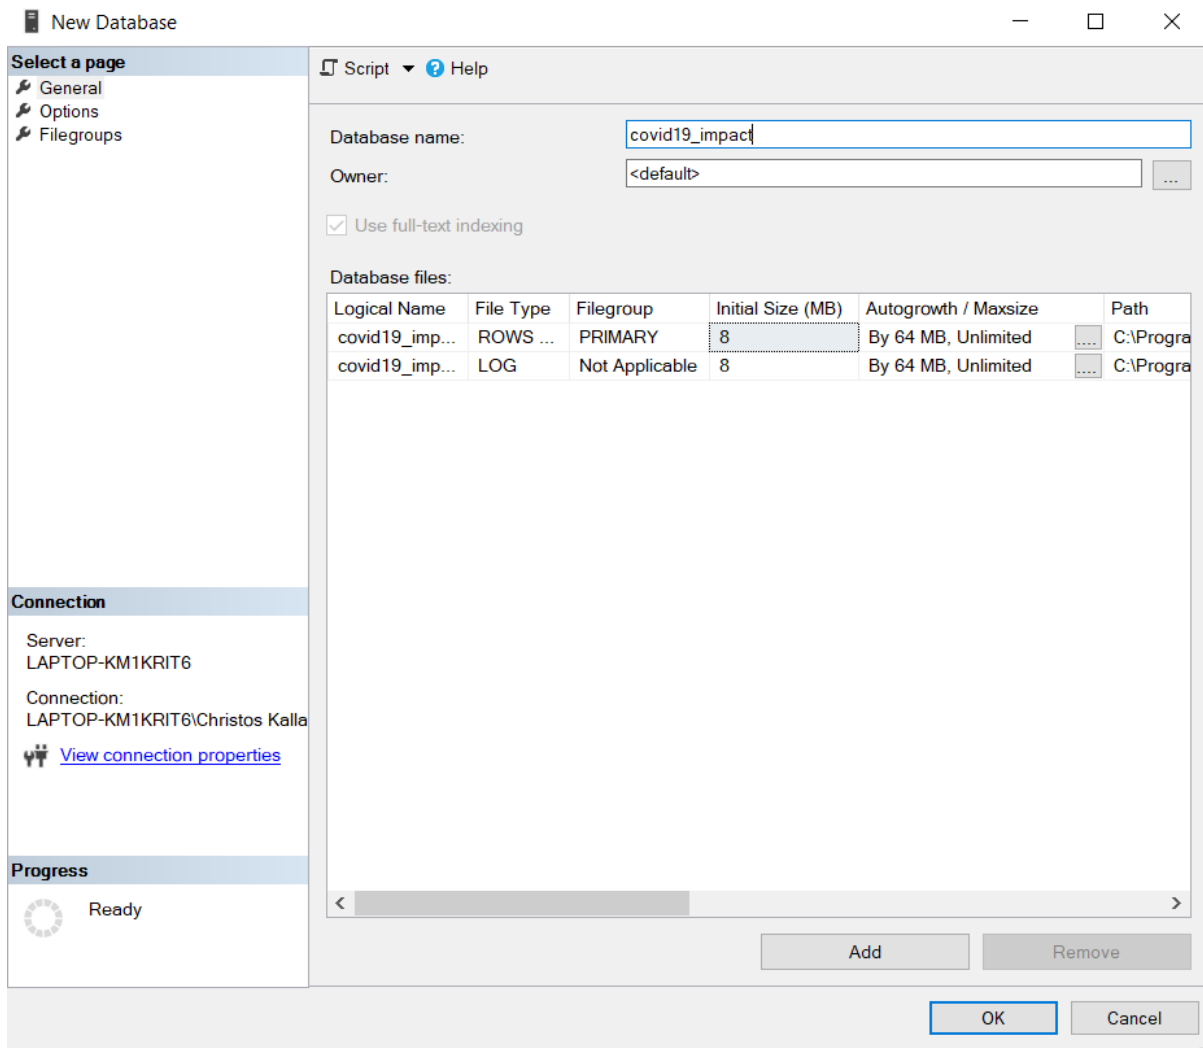 New Database
Select a page
General
Options
Filegroups
Script Help
Database name: covid19_impact
Owner: <default> ...
Use full-text indexing
Database files:
Logical Name File Type Filegroup Initial Size (MB) Autogrowth / Maxsize Path
covid19_imp... ROWS ... PRIMARY 8 By 64 MB, Unlimited .... C:\Progra
covid19_imp... LOG Not Applicable 8 By 64 MB, Unlimited .... C:\Progra
Connection
Server:
LAPTOP-KM1KRIT6
Connection:
LAPTOP-KM1KRIT6\Christos Kalla
View connection properties
Progress
Ready
Add Remove
OK Cancel